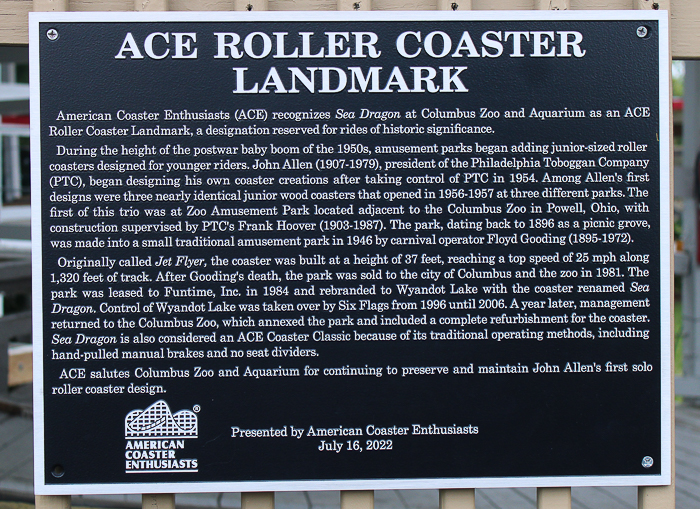 ACE ROLLER COASTER
LANDMARK
American Coaster Enthusiasts (ACE) recognizes Sea Dragon at Columbus Zoo and Aquarium as an ACE
Roller Coaster Landmark, a designation reserved for rides of historic significance.
During the height of the postwar baby boom of the 1950s, amusement parks began adding junior-sized roller
coasters designed for younger riders. John Allen (1907-1979), president of the Philadelphia Toboggan Company
(PTC), began designing his own coaster creations after taking control of PTC in 1954. Among Allen's first
designs were three nearly identical junior wood coasters that opened in 1956-1957 at three different parks. The
first of this trio was at Zoo Amusement Park located adjacent to the Columbus Zoo in Powell, Ohio, with
construction supervised by PTC's Frank Hoover (1903-1987). The park, dating back to 1896 as a picnic grove,
was made into a small traditional amusement park in 1946 by carnival operator Floyd Gooding (1895-1972).
Originally called Jet Flyer, the coaster was built at a height of 37 feet, reaching a top speed of 25 mph along
1,320 feet of track. After Gooding's death, the park was sold to the city of Columbus and the zoo in 1981. The
park was leased to Funtime, Inc. in 1984 and rebranded to Wyandot Lake with the coaster renamed Sea
Dragon. Control of Wyandot Lake was taken over by Six Flags from 1996 until 2006. A year later, management
returned to the Columbus Zoo, which annexed the park and included a complete refurbishment for the coaster.
Sea Dragon is also considered an ACE Coaster Classic because of its traditional operating methods, including
hand-pulled manual brakes and no seat dividers.
ACE salutes Columbus Zoo and Aquarium for continuing to preserve and maintain John Allen's first solo
roller coaster design.
®
AMERICAN
COASTER
ENTHUSIASTS
Presented by American Coaster Enthusiasts
July 16, 2022